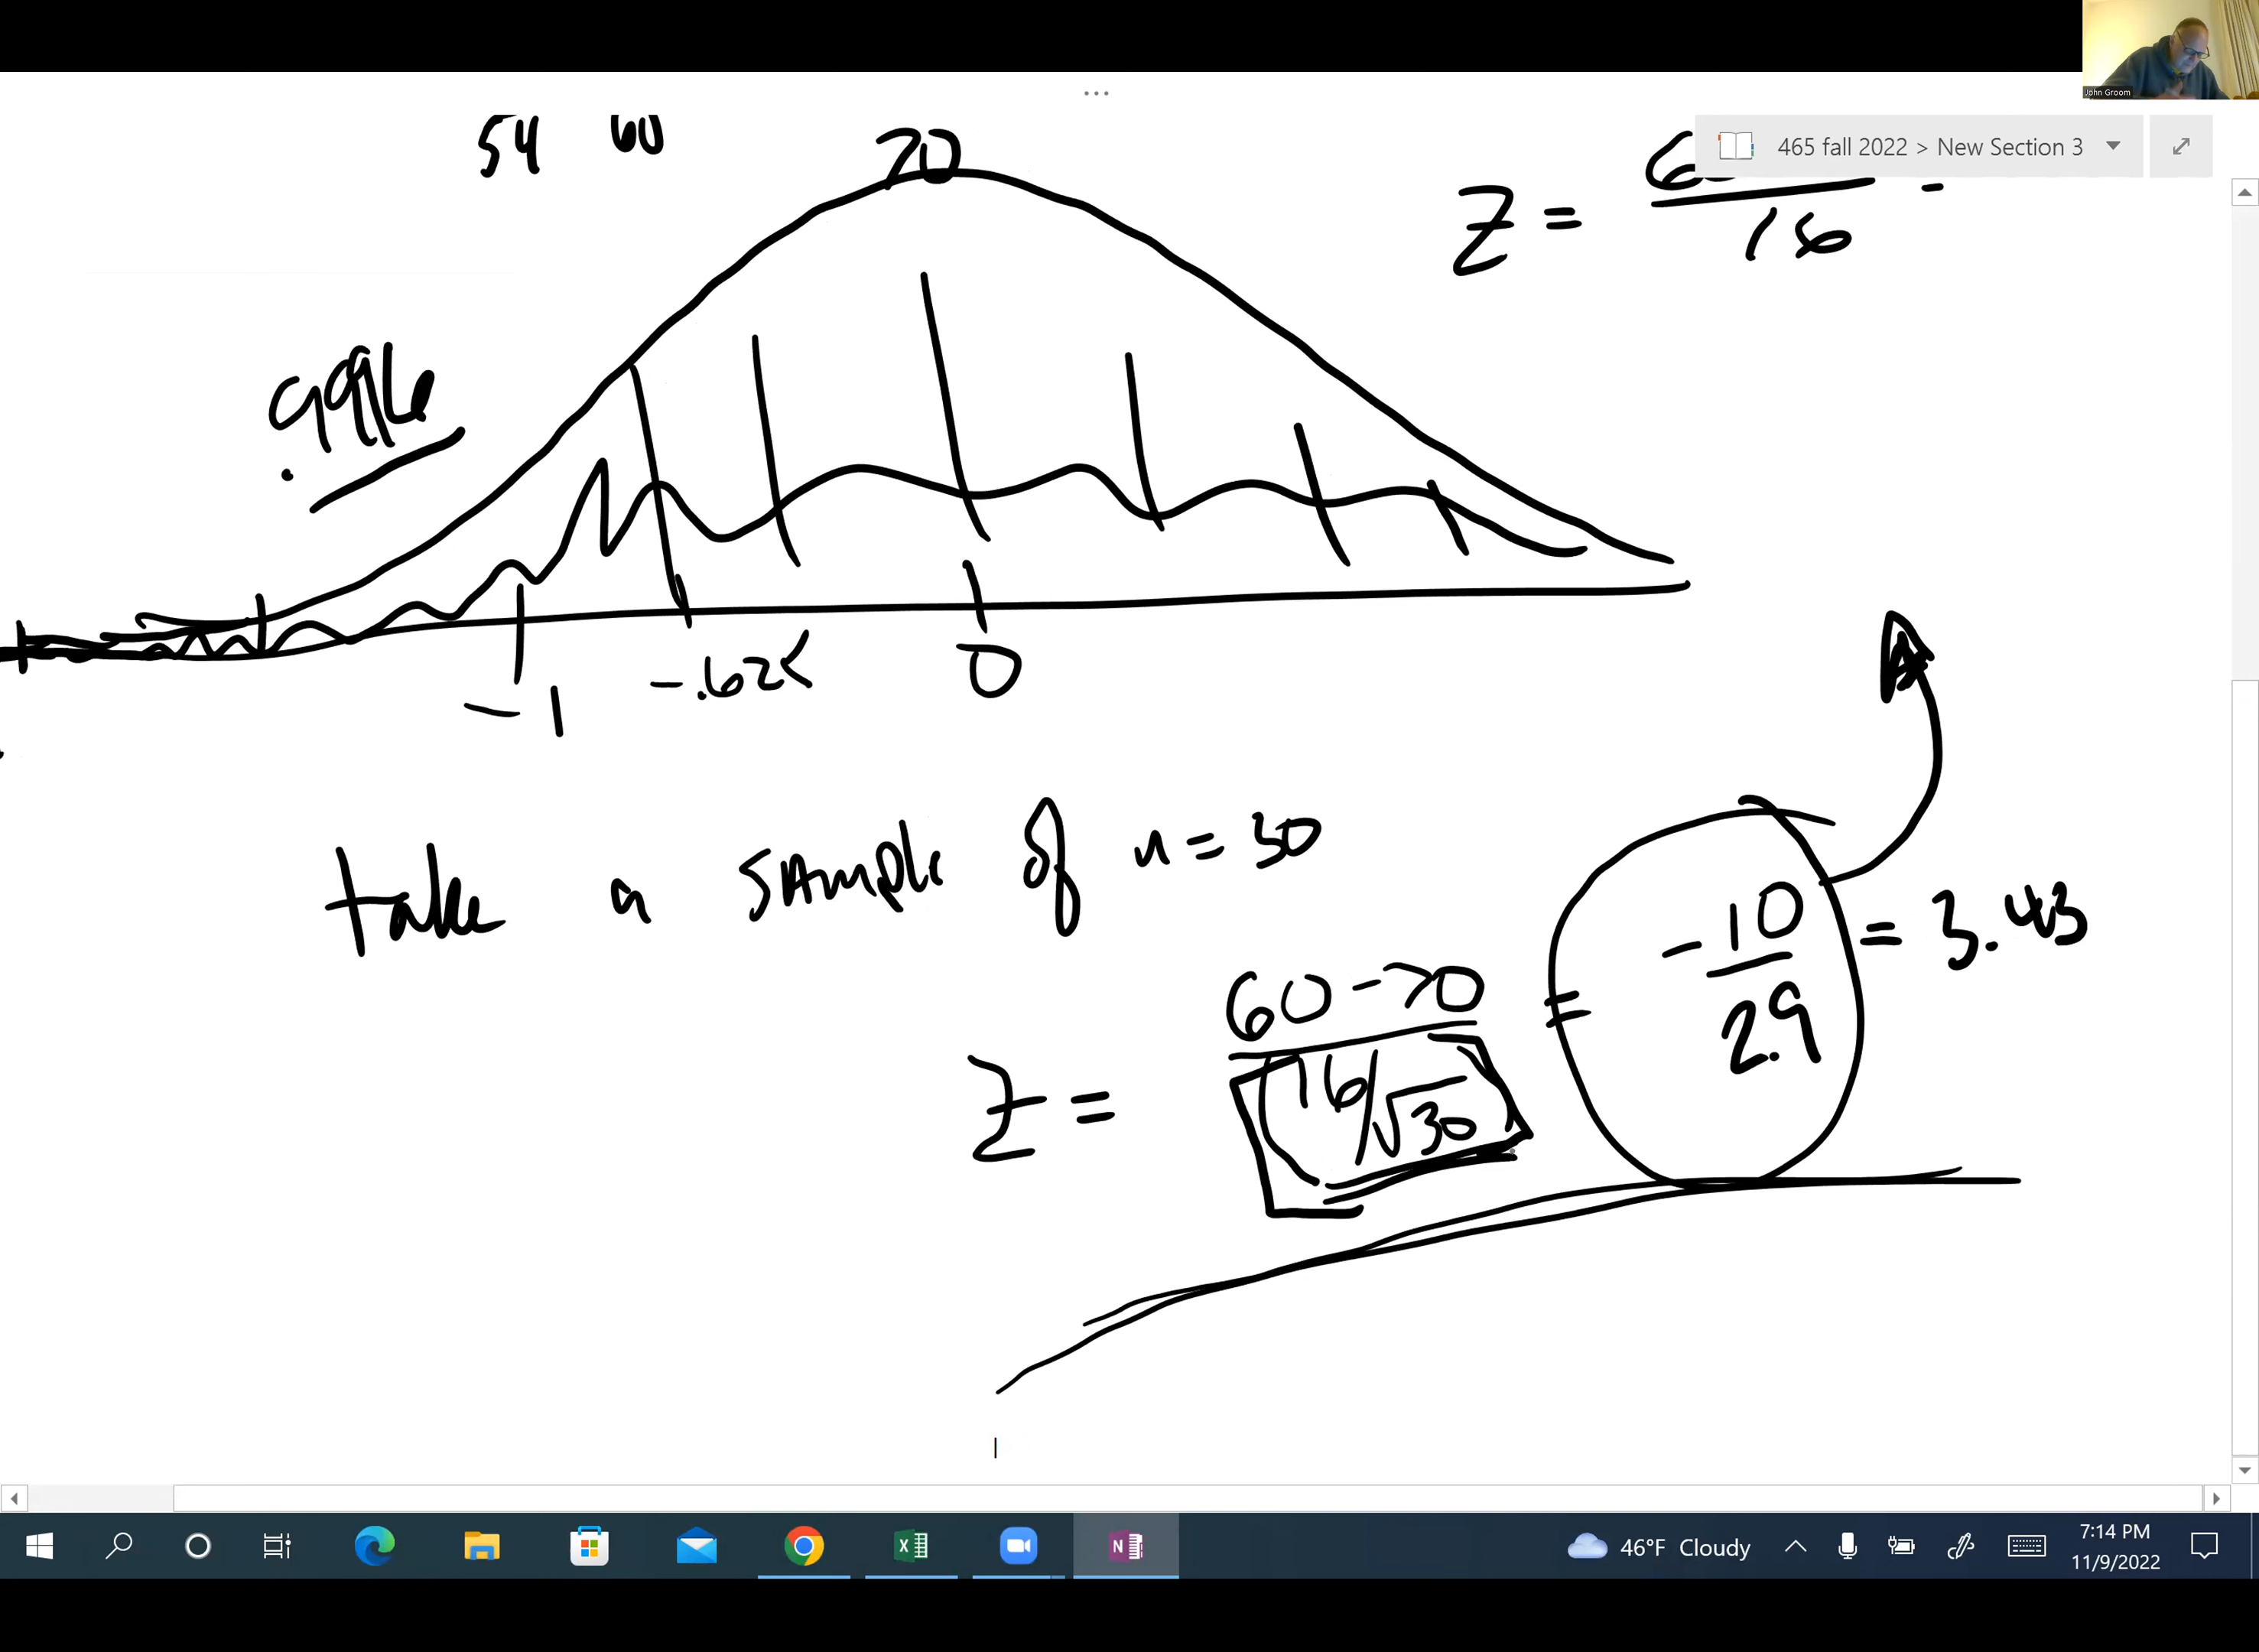 John Groom
465 fall 2022 > New Section 3
54 60 70
Z = 6
16
-1 -.625 0
take a sample of n = 30
Z = 60-70 / (16/√30) = -10 / 2.9 = 3.43
46°F Cloudy
7:14 PM
11/9/2022